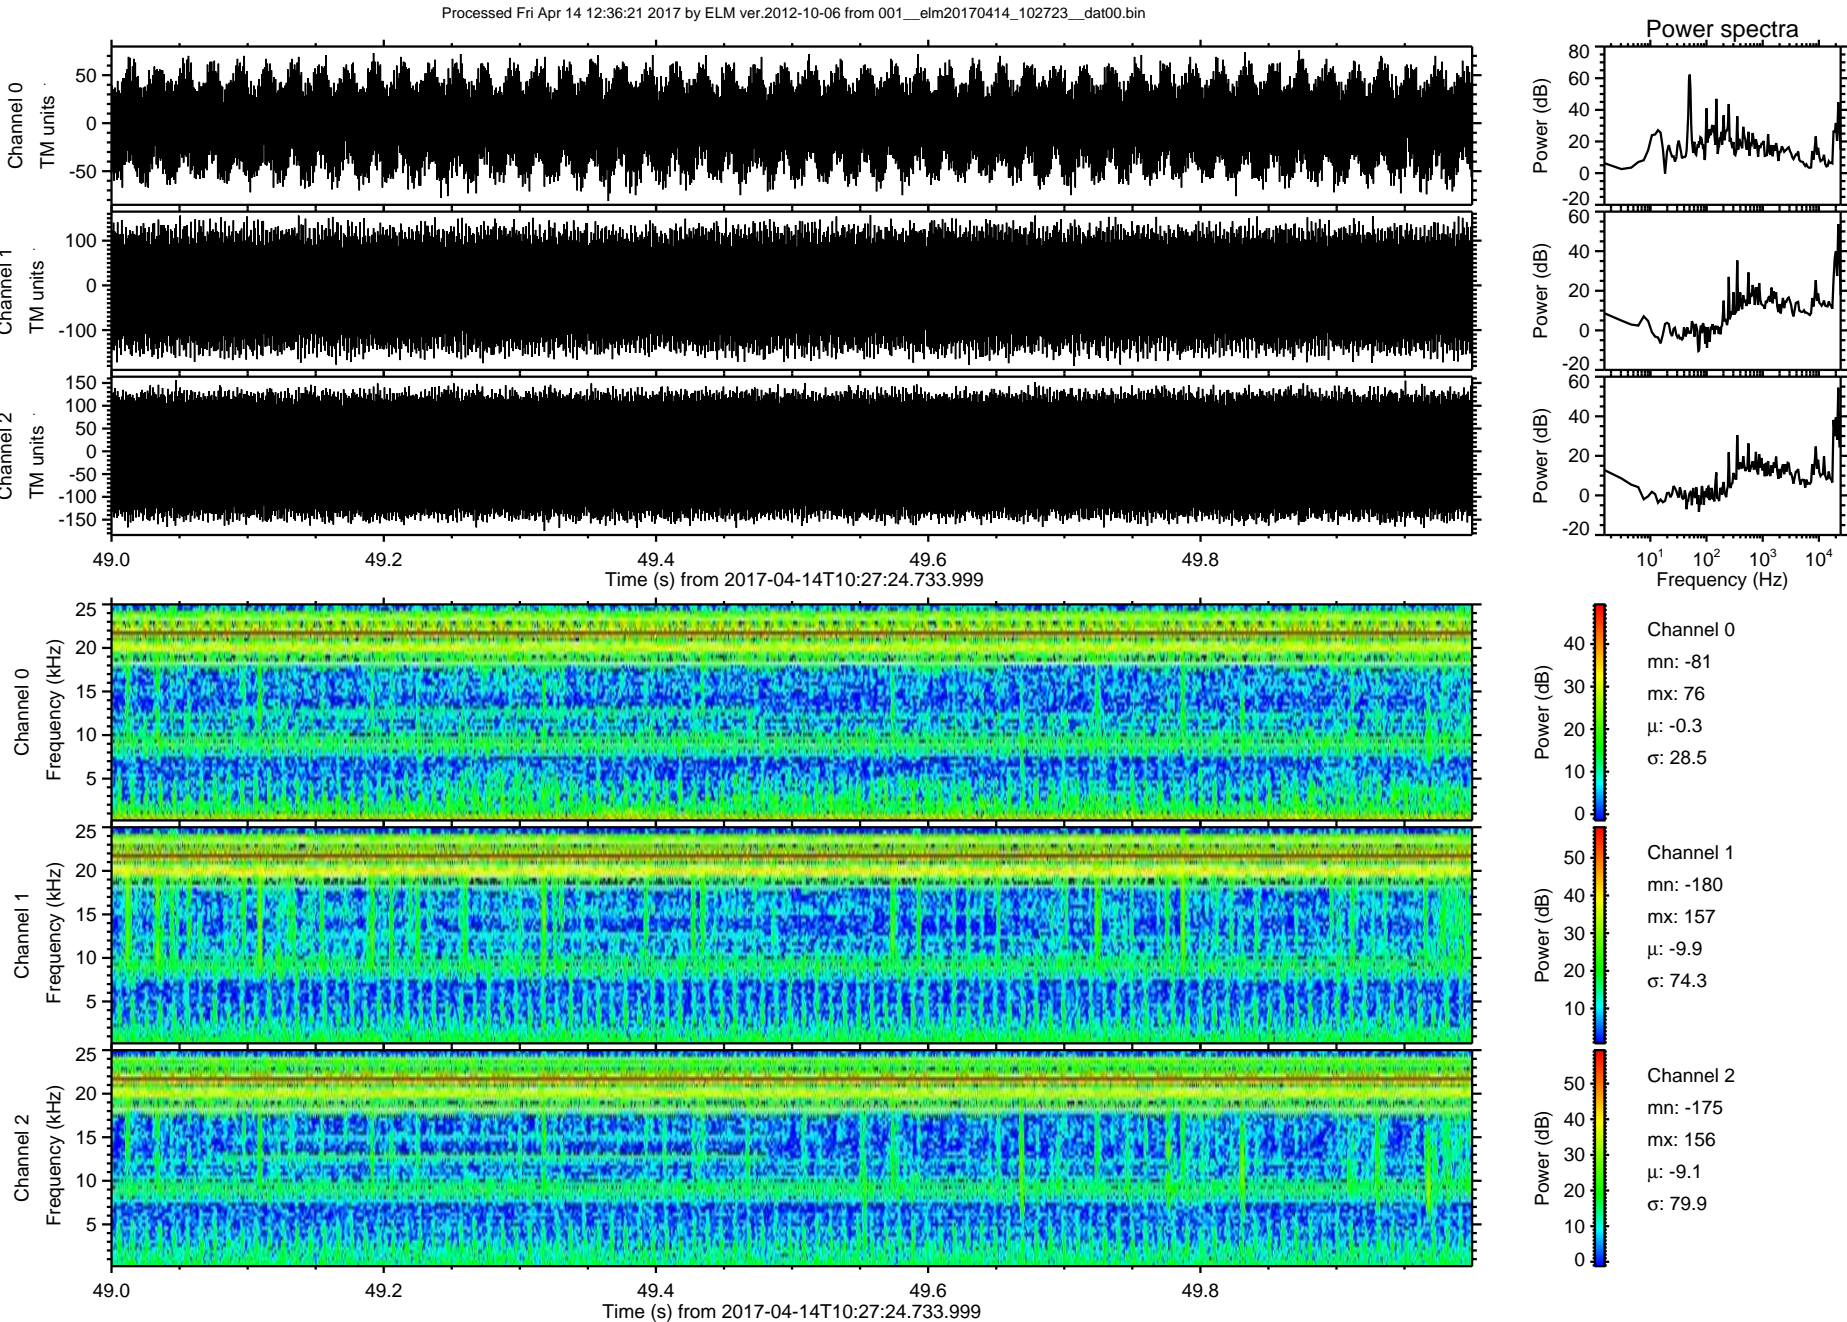 Processed Fri Apr 14 12:36:21 2017 by ELM ver.2012-10-06 from 001__elm20170414_102723__dat00.bin
Power spectra
Channel 0
TM units
50
0
-50
Power (dB)
80
60
40
20
0
-20
Channel 1
TM units
100
0
-100
Power (dB)
60
40
20
0
-20
Channel 2
TM units
150
100
50
0
-50
-100
-150
Power (dB)
60
40
20
0
-20
49.0 49.2 49.4 49.6 49.8
Time (s) from 2017-04-14T10:27:24.733.999
10^1 10^2 10^3 10^4
Frequency (Hz)
Channel 0
Frequency (kHz)
25
20
15
10
5
Power (dB)
40
30
20
10
0
Channel 0
mn: -81
mx: 76
μ: -0.3
σ: 28.5
Channel 1
Frequency (kHz)
25
20
15
10
5
Power (dB)
50
40
30
20
10
Channel 1
mn: -180
mx: 157
μ: -9.9
σ: 74.3
Channel 2
Frequency (kHz)
25
20
15
10
5
Power (dB)
50
40
30
20
10
0
Channel 2
mn: -175
mx: 156
μ: -9.1
σ: 79.9
49.0 49.2 49.4 49.6 49.8
Time (s) from 2017-04-14T10:27:24.733.999